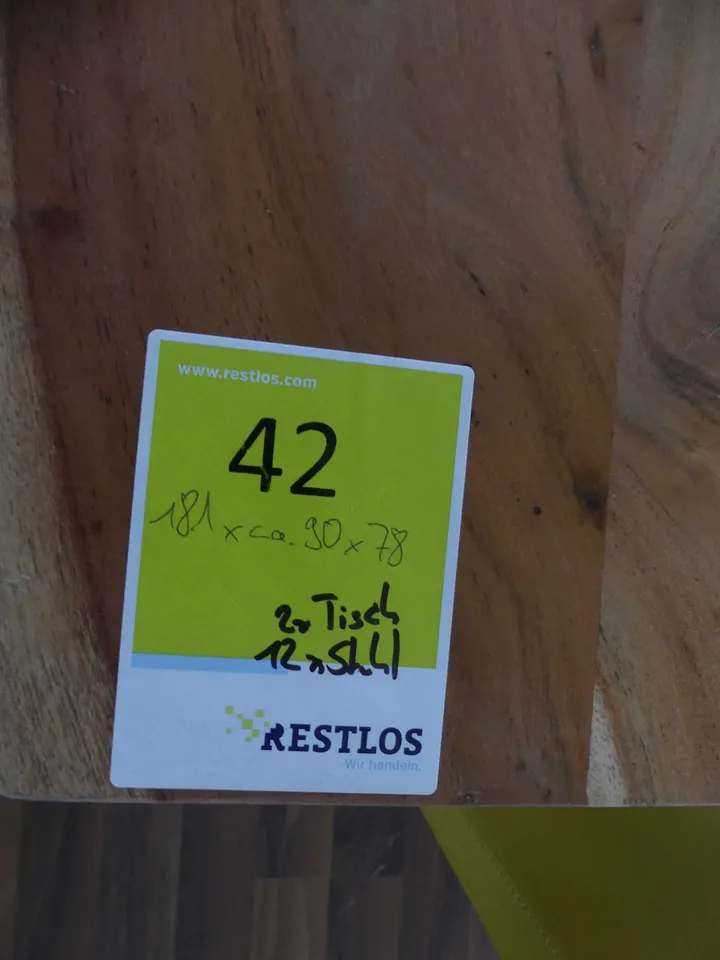 www.restlos.com
42
181 x ca. 90 x 78
2x Tisch
12x Stuhl
RESTLOS
Wir handeln.